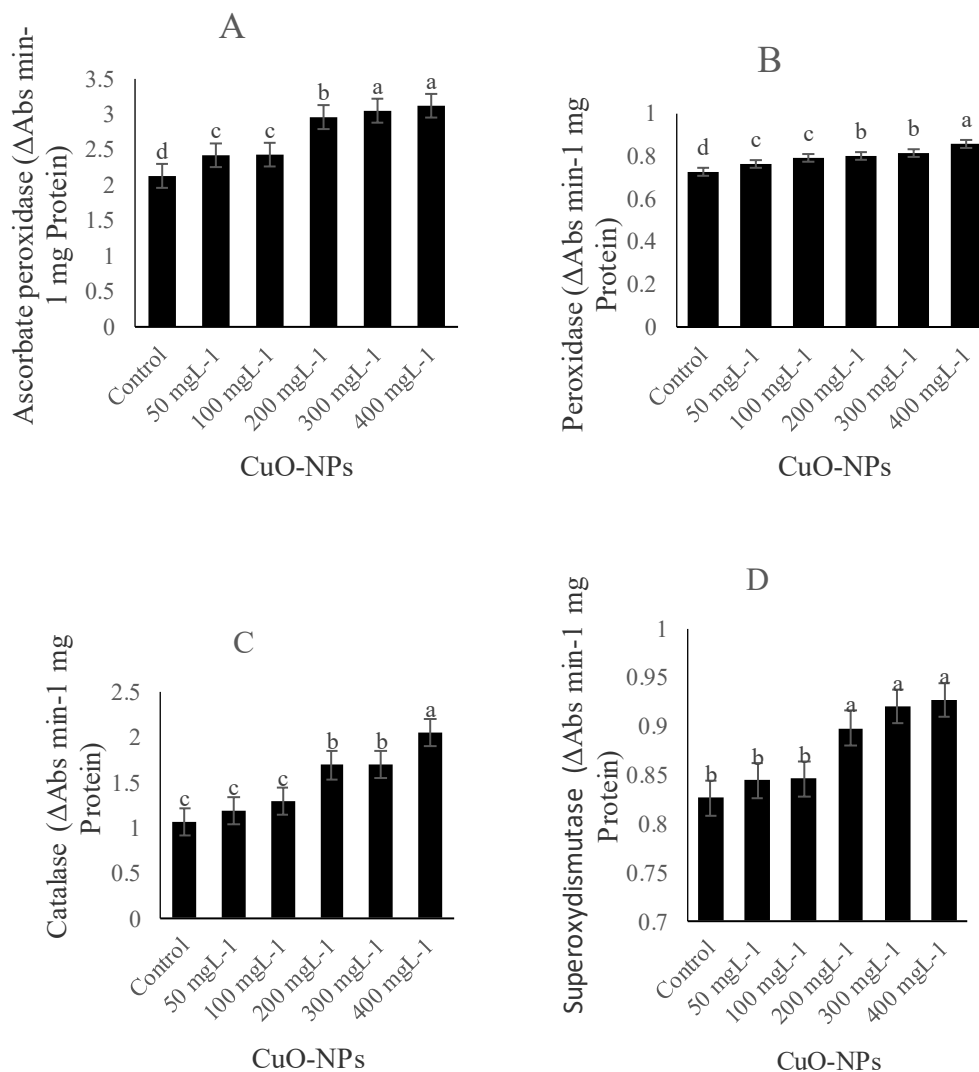 A
Ascorbate peroxidase (ΔAbs min-
1 mg Protein)
3.5
3
2.5
2
1.5
1
0.5
0
d
c
c
b
a
a
Control
50 mgL-1
100 mgL-1
200 mgL-1
300 mgL-1
400 mgL-1
CuO-NPs
B
Peroxidase (ΔAbs min-1 mg
Protein)
1
0.8
0.6
0.4
0.2
0
d
c
c
b
b
a
Control
50 mgL-1
100 mgL-1
200 mgL-1
300 mgL-1
400 mgL-1
CuO-NPs
C
Catalase (ΔAbs min-1 mg
Protein)
2.5
2
1.5
1
0.5
0
c
c
c
b
b
a
Control
50 mgL-1
100 mgL-1
200 mgL-1
300 mgL-1
400 mgL-1
CuO-NPs
D
Superoxydismutase (ΔAbs min-1 mg
Protein)
1
0.95
0.9
0.85
0.8
0.75
0.7
b
b
b
a
a
a
Control
50 mgL-1
100 mgL-1
200 mgL-1
300 mgL-1
400 mgL-1
CuO-NPs